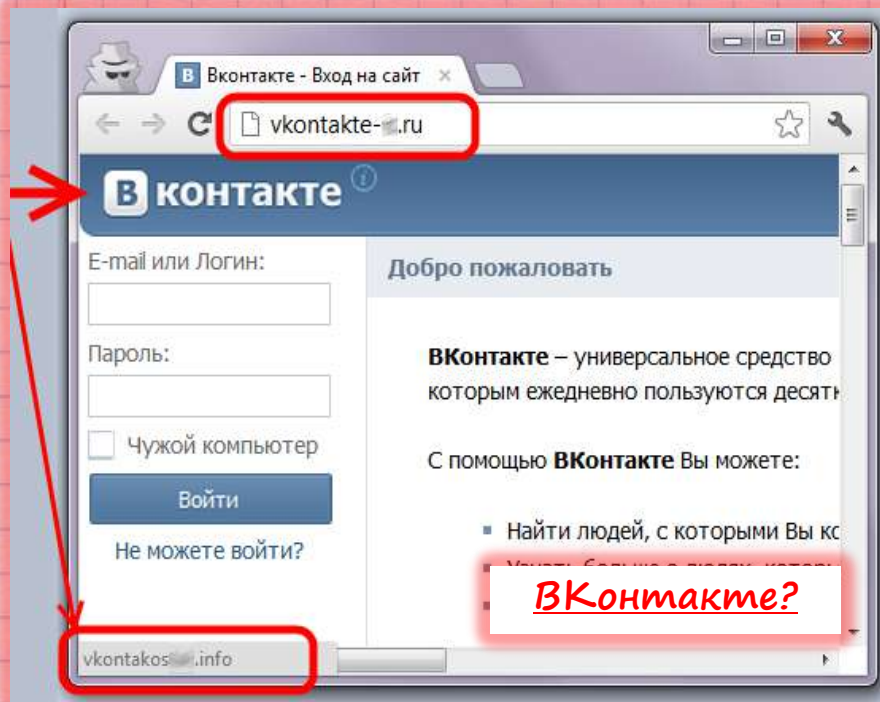 Вконтакте - Вход на сайт
vkontakte- .ru
В контакте
E-mail или Логин:
Пароль:
Чужой компьютер
Войти
Не можете войти?
Добро пожаловать
ВКонтакте – универсальное средство
которым ежедневно пользуются десятк
С помощью ВКонтакте Вы можете:
Найти людей, с которыми Вы ко
ВКонтакте?
vkontakos .info